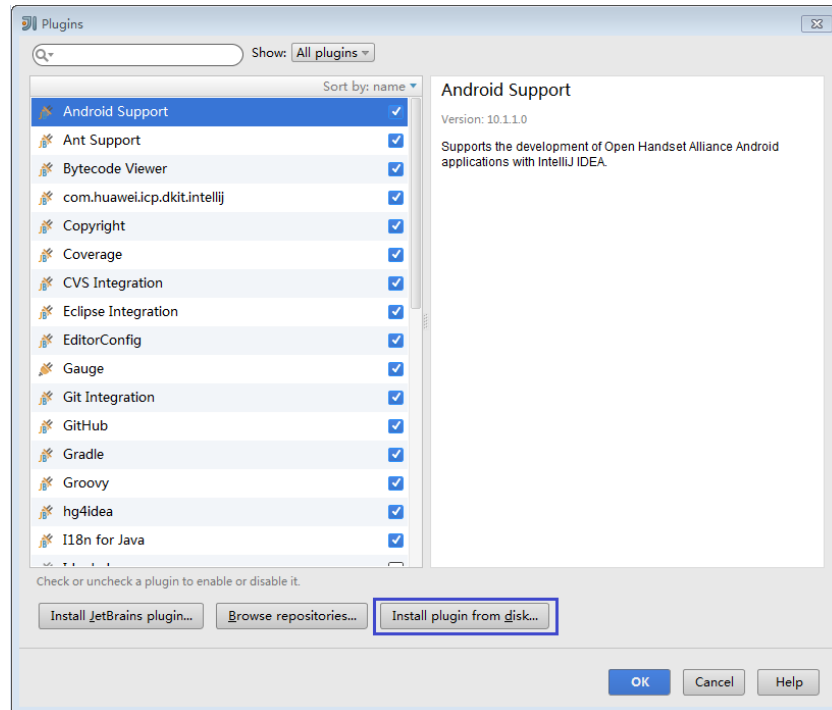 Plugins
Show: All plugins
Sort by: name
Android Support
Ant Support
Bytecode Viewer
com.huawei.icp.dkit.intellij
Copyright
Coverage
CVS Integration
Eclipse Integration
EditorConfig
Gauge
Git Integration
GitHub
Gradle
Groovy
hg4idea
I18n for Java
Android Support
Version: 10.1.1.0
Supports the development of Open Handset Alliance Android
applications with IntelliJ IDEA.
Check or uncheck a plugin to enable or disable it.
Install JetBrains plugin... Browse repositories... Install plugin from disk...
OK Cancel Help